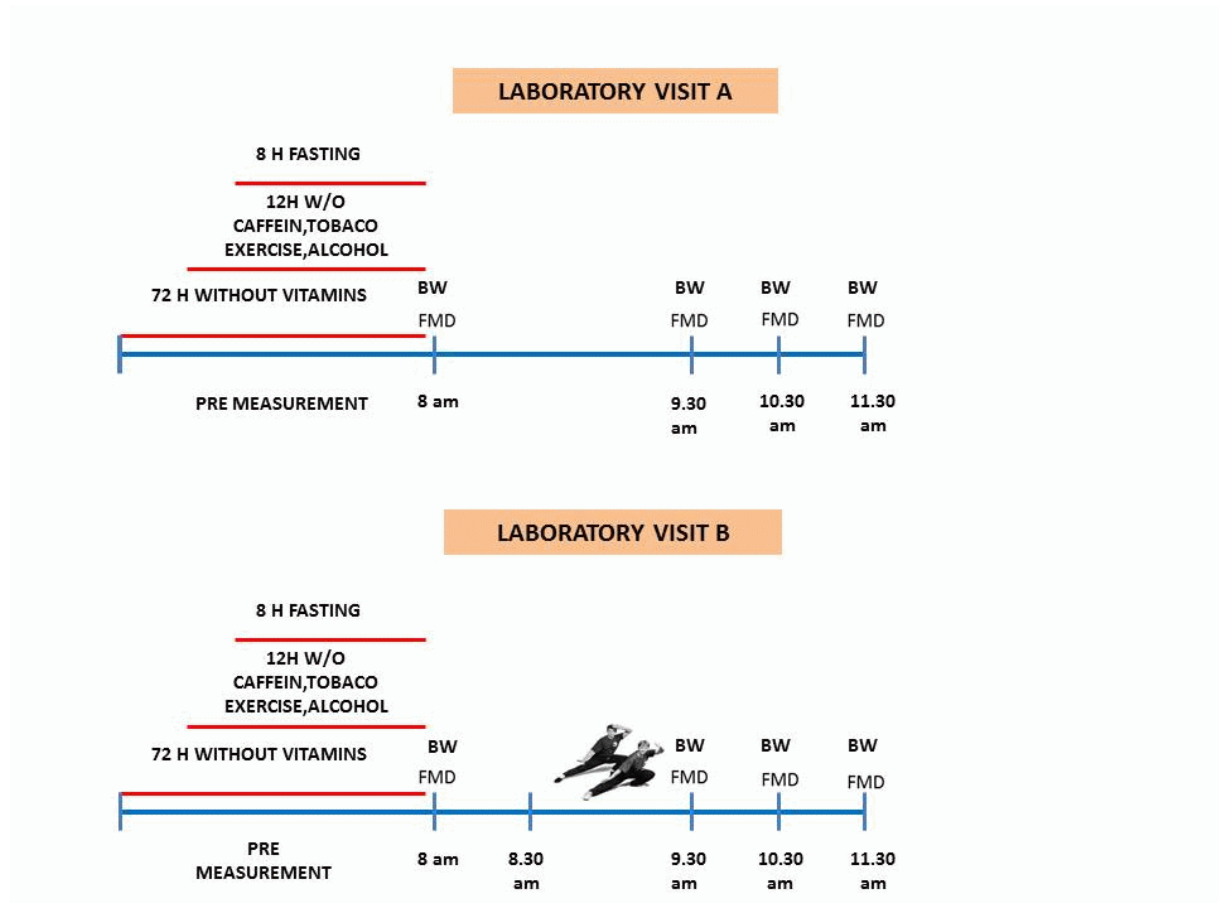 LABORATORY VISIT A
8 H FASTING
12H W/O
CAFFEIN,TOBACO
EXERCISE,ALCOHOL
72 H WITHOUT VITAMINS
BW
FMD
BW
FMD
BW
FMD
BW
FMD
PRE MEASUREMENT
8 am
9.30
am
10.30
am
11.30
am
LABORATORY VISIT B
8 H FASTING
12H W/O
CAFFEIN,TOBACO
EXERCISE,ALCOHOL
72 H WITHOUT VITAMINS
BW
FMD
BW
FMD
BW
FMD
BW
FMD
PRE
MEASUREMENT
8 am
8.30
am
9.30
am
10.30
am
11.30
am